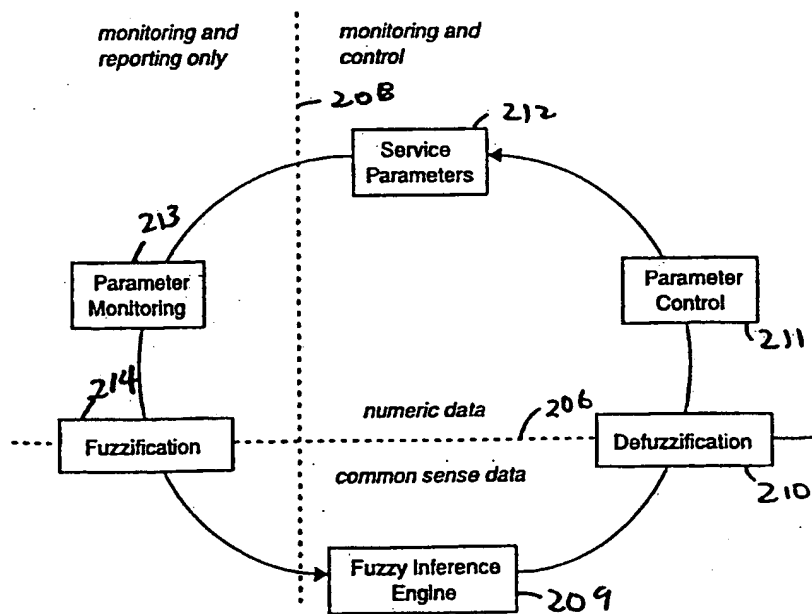 monitoring and
reporting only
monitoring and
control
208
212
Service
Parameters
213
Parameter
Monitoring
Parameter
Control
211
214
numeric data
206
Fuzzification
Defuzzification
common sense data
210
Fuzzy Inference
Engine
209